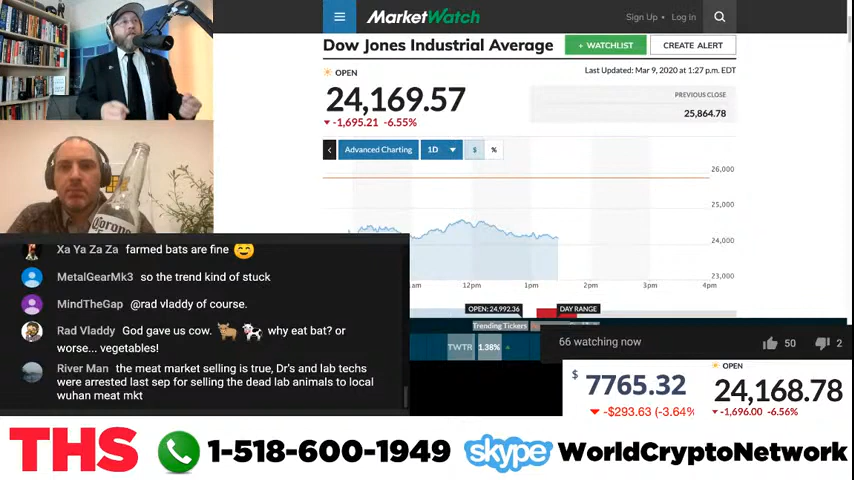 MarketWatch
Sign Up • Log In
Dow Jones Industrial Average
+ WATCHLIST
CREATE ALERT
OPEN
Last Updated: Mar 9, 2020 at 1:27 p.m. EDT
24,169.57
-1,695.21 -6.55%
PREVIOUS CLOSE
25,864.78
Advanced Charting
1D
$
%
26,000
25,000
24,000
23,000
am
12pm
1pm
2pm
3pm
4pm
OPEN: 24,992.36
DAY RANGE
Trending Tickers
TWTR
1.38%
Corona
Xa Ya Za Za farmed bats are fine
MetalGearMk3 so the trend kind of stuck
MindTheGap @rad vladdy of course.
Rad Vladdy God gave us cow. why eat bat? or
worse... vegetables!
River Man the meat market selling is true, Dr's and lab techs
were arrested last sep for selling the dead lab animals to local
wuhan meat mkt
66 watching now
50
2
$ 7765.32
-$293.63 (-3.64%
OPEN
24,168.78
-1,696.00 -6.56%
THS
1-518-600-1949
skype
WorldCryptoNetwork